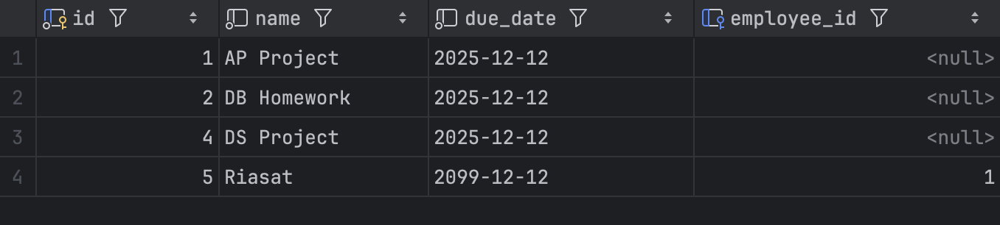 id name due_date employee_id
1 1 AP Project 2025-12-12 <null>
2 2 DB Homework 2025-12-12 <null>
3 4 DS Project 2025-12-12 <null>
4 5 Riasat 2099-12-12 1